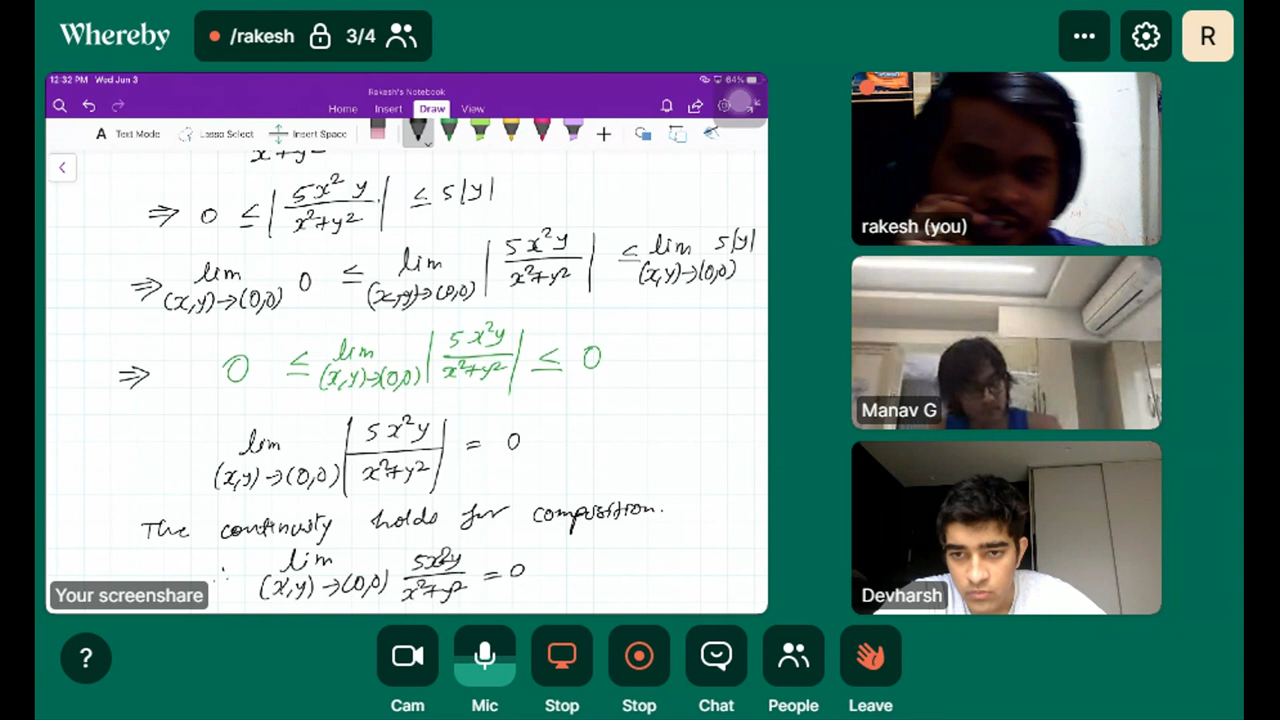 Whereby
/rakesh 3/4
R
12:32 PM Wed Jun 3
64%
Rakesh's Notebook
Home Insert Draw View
A Text Mode Lasso Select Insert Space
x+y²
⇒ 0 ≤ | 5x² y / x²+y² | ≤ 5|y|
⇒ lim (x,y)→(0,0) 0 ≤ lim (x,y)→(0,0) | 5x²y / x²+y² | ≤ lim (x,y)→(0,0) 5|y|
⇒ 0 ≤ lim (x,y)→(0,0) | 5x²y / x²+y² | ≤ 0
lim (x,y)→(0,0) | 5x²y / x²+y² | = 0
The continuity holds for composition.
∴ lim (x,y)→(0,0) 5x²y / x²+y² = 0
Your screenshare
rakesh (you)
Manav G
Devharsh
?
Cam Mic Stop Stop Chat People Leave